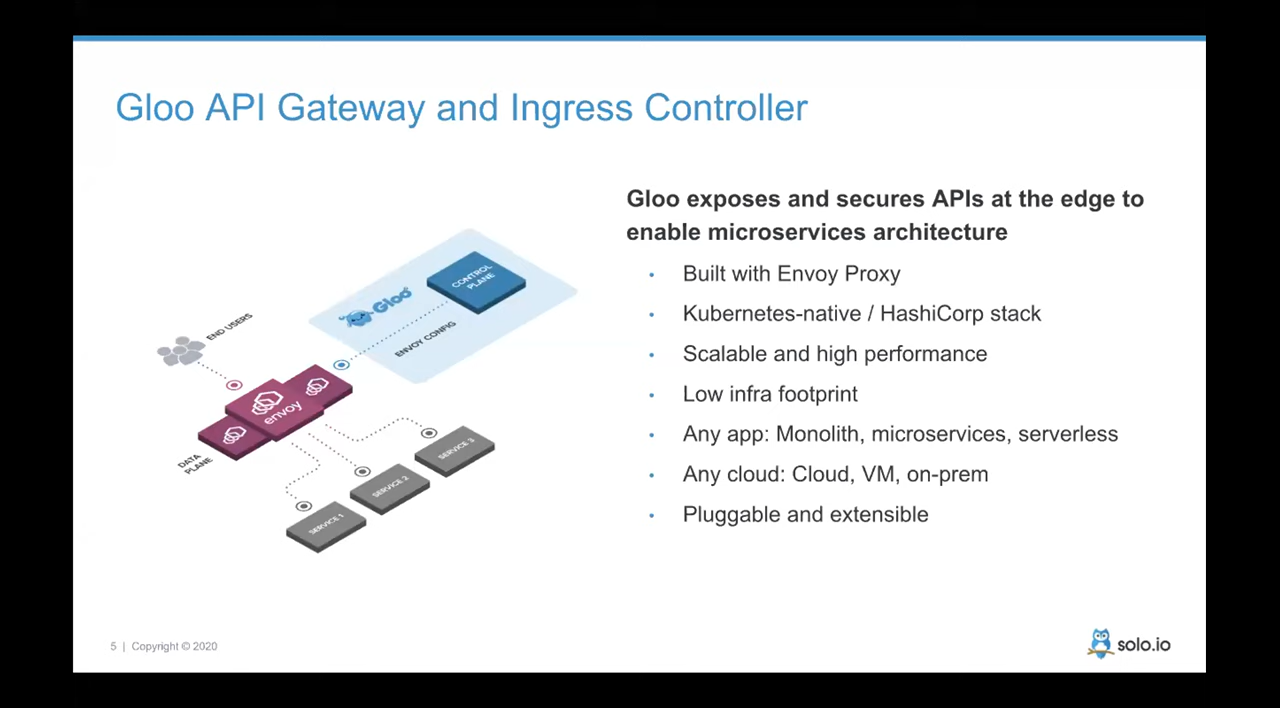 Gloo API Gateway and Ingress Controller
Gloo exposes and secures APIs at the edge to
enable microservices architecture
• Built with Envoy Proxy
• Kubernetes-native / HashiCorp stack
• Scalable and high performance
• Low infra footprint
• Any app: Monolith, microservices, serverless
• Any cloud: Cloud, VM, on-prem
• Pluggable and extensible
CONTROL
PLANE
Gloo
ENVOY CONFIG
END USERS
envoy
DATA
PLANE
SERVICE 3
SERVICE 2
SERVICE 1
5 | Copyright © 2020
solo.io